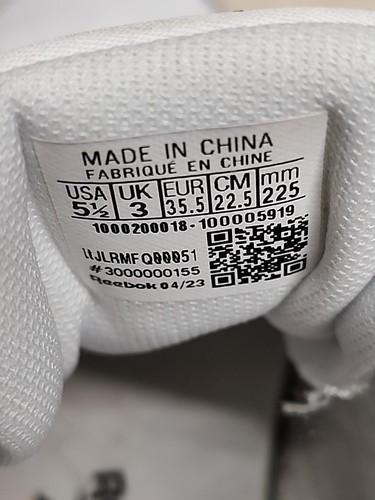 MADE IN CHINA
FABRIQUÉ EN CHINE
USA UK EUR CM mm
5½ 3 35.5 22.5 225
1000200018-100005919
#3000000155
Reebok 04/23